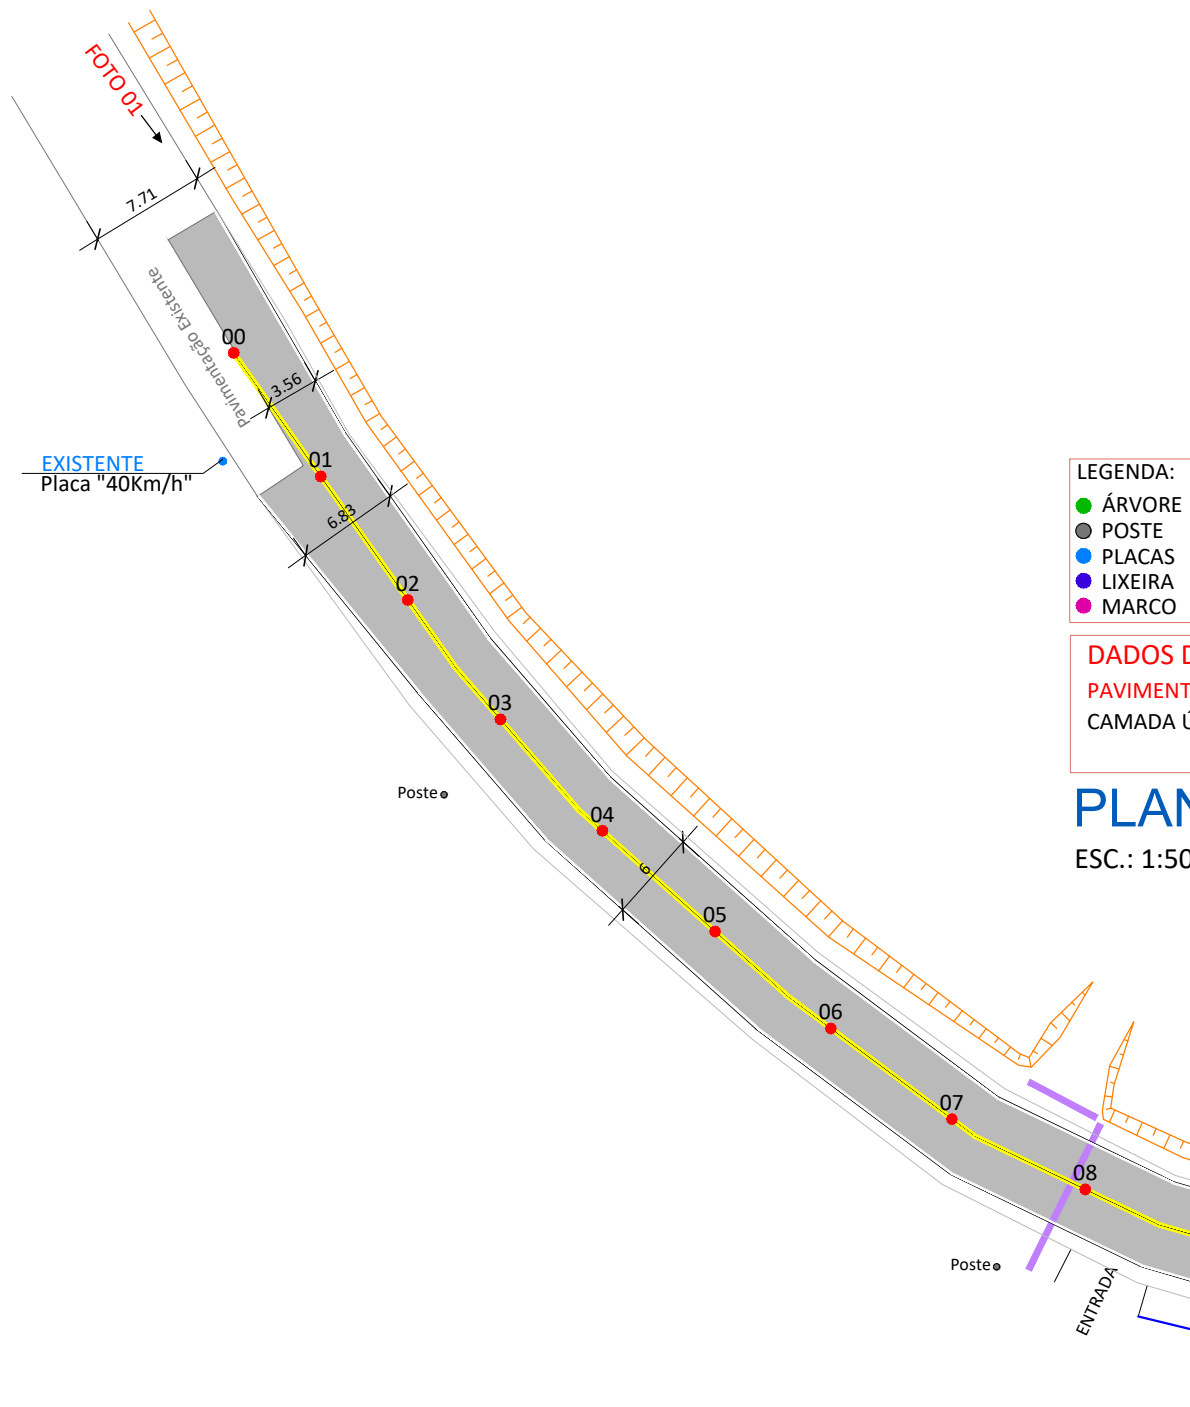 FOTO 01
7.71
Pavimentação Existente
00
3.56
01
EXISTENTE
Placa "40Km/h"
6.83
02
03
Poste
04
6
05
06
07
08
Poste
ENTRADA
LEGENDA:
ÁRVORE
POSTE
PLACAS
LIXEIRA
MARCO
DADOS D
PAVIMENT
CAMADA Ú
PLAN
ESC.: 1:50